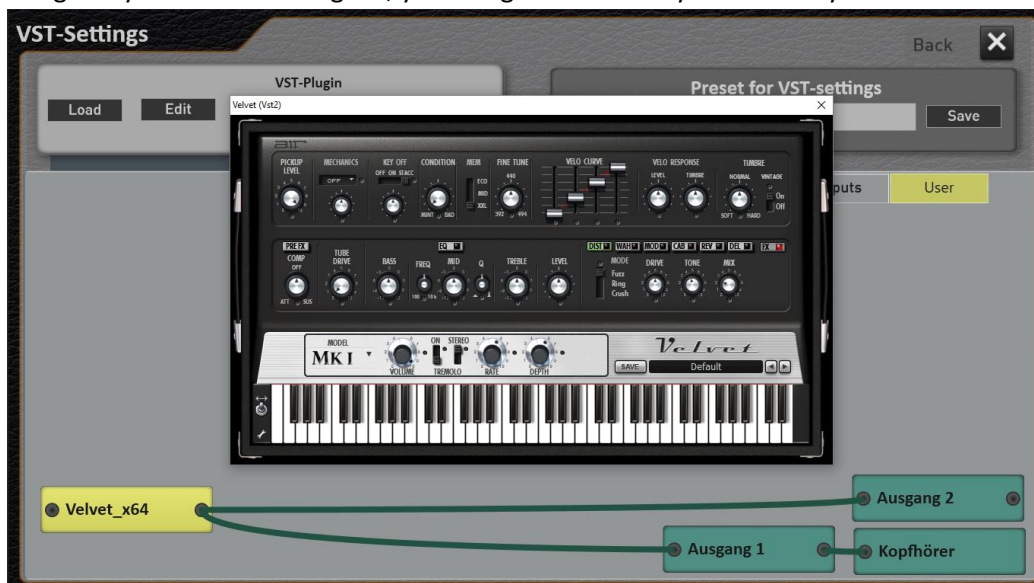 VST-Settings
Back
VST-Plugin
Load
Edit
Preset for VST-settings
Save
Velvet (Vst2)
puts
User
air
PICKUP LEVEL
MECHANICS
OFF
KEY OFF
OFF ON STACC
CONDITION
MINT
BAD
MEM
ECO
MID
XXL
FINE TUNE
440
392
494
VELO CURVE
VELO RESPONSE
LEVEL
TIMBRE
TIMBRE
NORMAL
VINTAGE
On
Off
SOFT
HARD
PRE FX
COMP
OFF
ATT
SUS
TUBE DRIVE
EQ
BASS
FREQ
MID
Q
TREBLE
LEVEL
DIST
WAH
MOD
CAB
REV
DEL
FX
MODE
Fuzz
Ring
Crush
DRIVE
TONE
MIX
MODEL
MK I
VOLUME
ON
STEREO
TREMOLO
RATE
DEPTH
Velvet
SAVE
Default
Velvet_x64
Ausgang 2
Ausgang 1
Kopfhörer